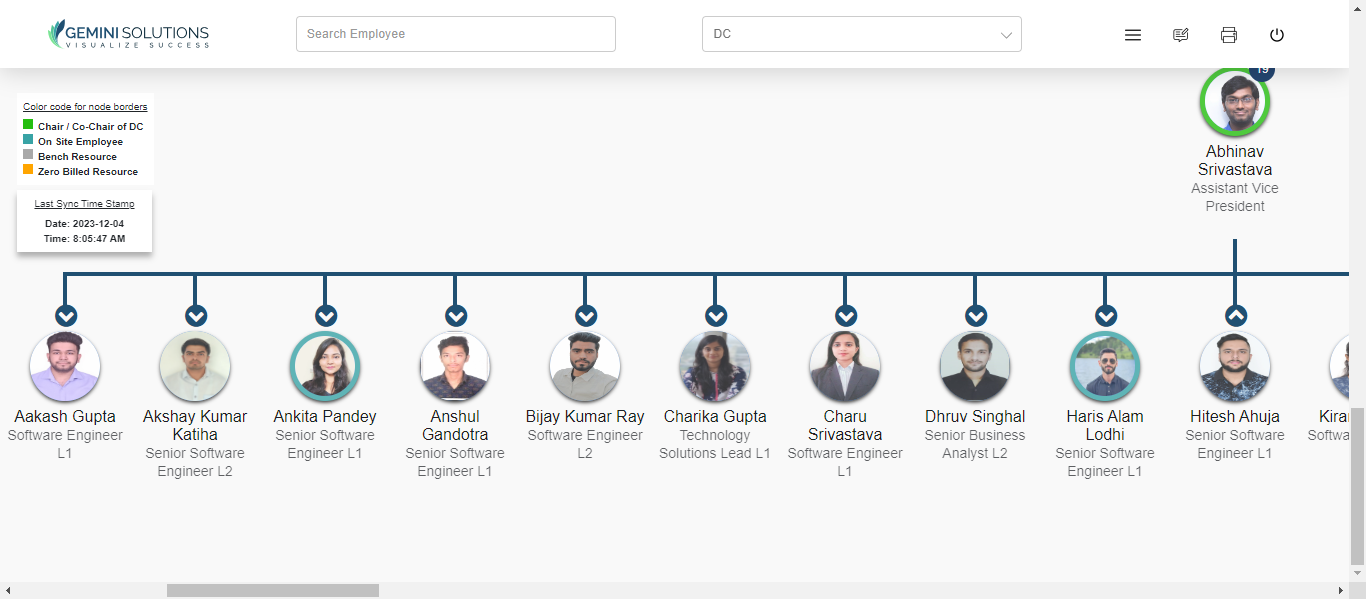 GEMINI SOLUTIONS
VISUALIZE SUCCESS
Search Employee
DC
19
Color code for node borders
Chair / Co-Chair of DC
On Site Employee
Bench Resource
Zero Billed Resource
Last Sync Time Stamp
Date: 2023-12-04
Time: 8:05:47 AM
Abhinav
Srivastava
Assistant Vice
President
Aakash Gupta
Software Engineer
L1
Akshay Kumar
Katiha
Senior Software
Engineer L2
Ankita Pandey
Senior Software
Engineer L1
Anshul
Gandotra
Senior Software
Engineer L1
Bijay Kumar Ray
Software Engineer
L2
Charika Gupta
Technology
Solutions Lead L1
Charu
Srivastava
Software Engineer
L1
Dhruv Singhal
Senior Business
Analyst L2
Haris Alam
Lodhi
Senior Software
Engineer L1
Hitesh Ahuja
Senior Software
Engineer L1